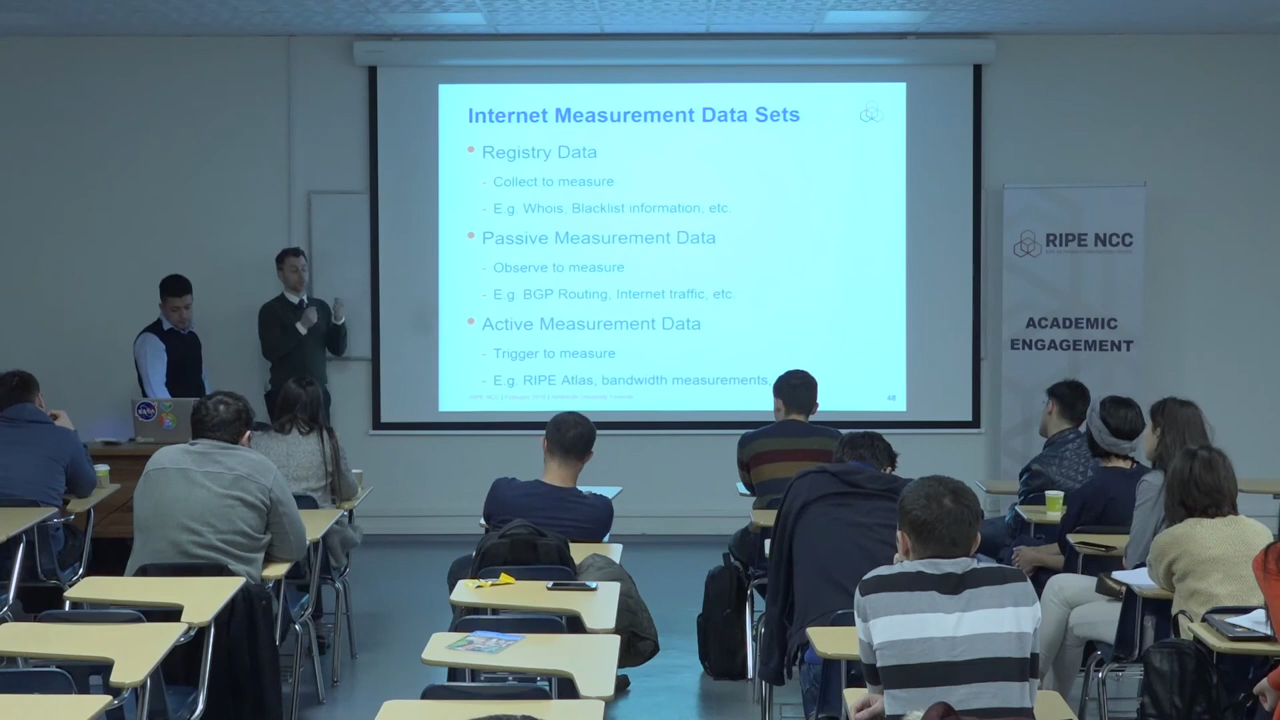 Internet Measurement Data Sets
• Registry Data
- Collect to measure
- E.g. Whois, Blacklist information, etc.
• Passive Measurement Data
- Observe to measure
- E.g. BGP Routing, Internet traffic, etc.
• Active Measurement Data
- Trigger to measure
- E.g. RIPE Atlas, bandwidth measurements,
48
RIPE NCC
ACADEMIC
ENGAGEMENT
NASA